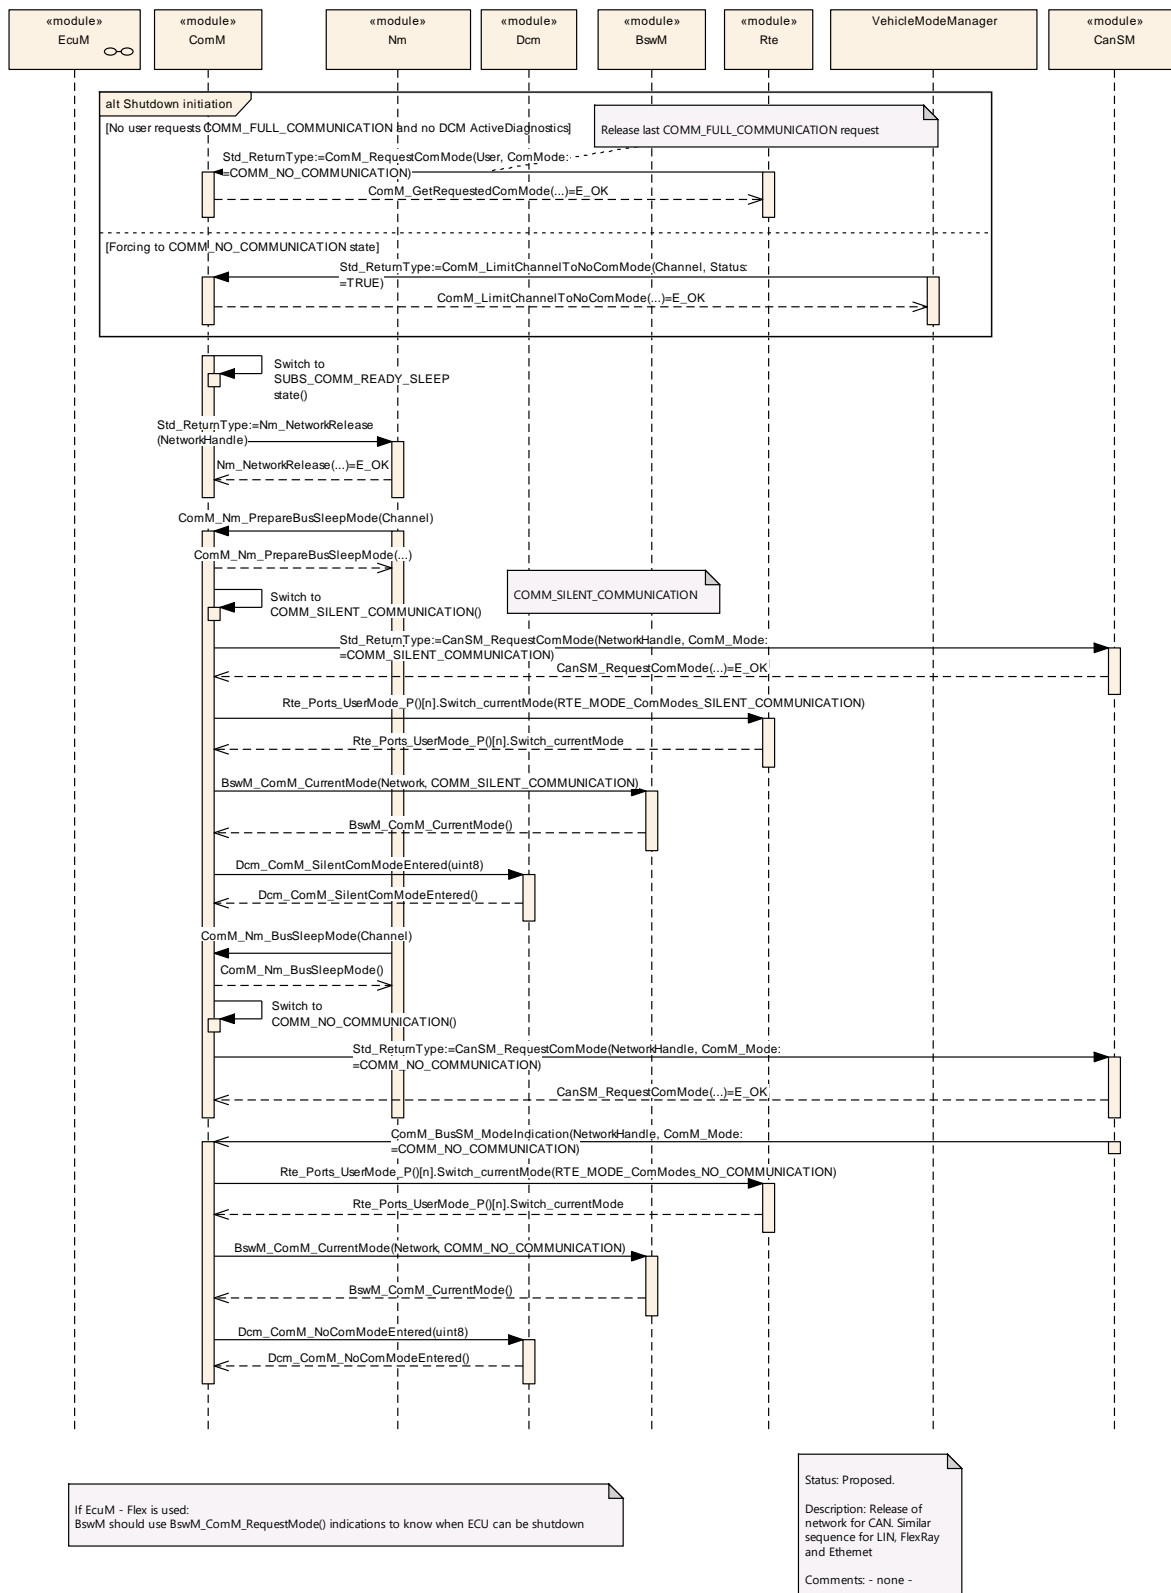 «module»
EcuM
«module»
ComM
«module»
Nm
«module»
Dcm
«module»
BswM
«module»
Rte
VehicleModeManager
«module»
CanSM
alt Shutdown initiation
[No user requests COMM_FULL_COMMUNICATION and no DCM ActiveDiagnostics]
Release last COMM_FULL_COMMUNICATION request
Std_ReturnType:=ComM_RequestComMode(User, ComMode:
=COMM_NO_COMMUNICATION)
ComM_GetRequestedComMode(...)=E_OK
[Forcing to COMM_NO_COMMUNICATION state]
Std_ReturnType:=ComM_LimitChannelToNoComMode(Channel, Status:
=TRUE)
ComM_LimitChannelToNoComMode(...)=E_OK
Switch to
SUBS_COMM_READY_SLEEP
state()
Std_ReturnType:=Nm_NetworkRelease
(NetworkHandle)
Nm_NetworkRelease(...)=E_OK
ComM_Nm_PrepareBusSleepMode(Channel)
ComM_Nm_PrepareBusSleepMode(...)
Switch to
COMM_SILENT_COMMUNICATION()
COMM_SILENT_COMMUNICATION
Std_ReturnType:=CanSM_RequestComMode(NetworkHandle, ComM_Mode:
=COMM_SILENT_COMMUNICATION)
CanSM_RequestComMode(...)=E_OK
Rte_Ports_UserMode_P()[n].Switch_currentMode(RTE_MODE_ComModes_SILENT_COMMUNICATION)
Rte_Ports_UserMode_P()[n].Switch_currentMode
BswM_ComM_CurrentMode(Network, COMM_SILENT_COMMUNICATION)
BswM_ComM_CurrentMode()
Dcm_ComM_SilentComModeEntered(uint8)
Dcm_ComM_SilentComModeEntered()
ComM_Nm_BusSleepMode(Channel)
ComM_Nm_BusSleepMode()
Switch to
COMM_NO_COMMUNICATION()
Std_ReturnType:=CanSM_RequestComMode(NetworkHandle, ComM_Mode:
=COMM_NO_COMMUNICATION)
CanSM_RequestComMode(...)=E_OK
ComM_BusSM_ModeIndication(NetworkHandle, ComM_Mode:
=COMM_NO_COMMUNICATION)
Rte_Ports_UserMode_P()[n].Switch_currentMode(RTE_MODE_ComModes_NO_COMMUNICATION)
Rte_Ports_UserMode_P()[n].Switch_currentMode
BswM_ComM_CurrentMode(Network, COMM_NO_COMMUNICATION)
BswM_ComM_CurrentMode()
Dcm_ComM_NoComModeEntered(uint8)
Dcm_ComM_NoComModeEntered()
If EcuM - Flex is used:
BswM should use BswM_ComM_RequestMode() indications to know when ECU can be shutdown
Status: Proposed.
Description: Release of
network for CAN. Similar
sequence for LIN, FlexRay
and Ethernet
Comments: - none -